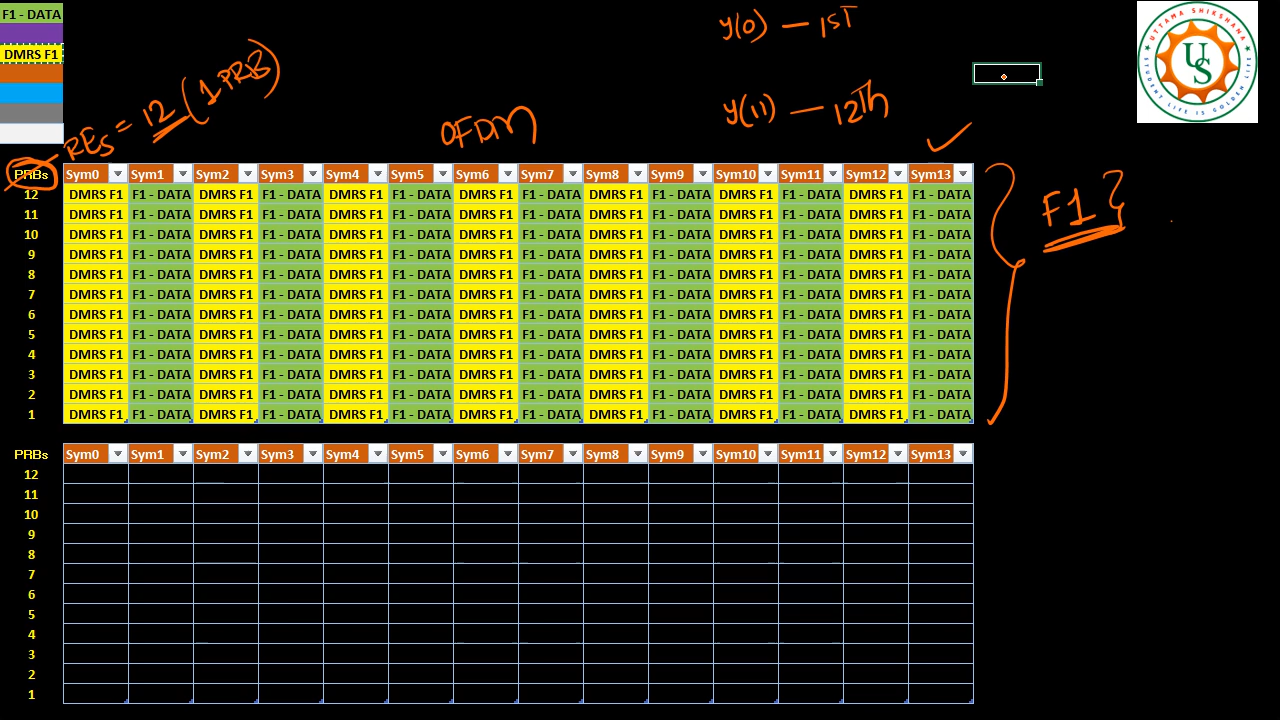 F1 - DATA
DMRS F1
REs = 12 (1 PRB)
OFDM
y(0) — 1ST
y(11) — 12Th
UTTAMA SHIKSHANA
US
STUDENT LIFE IS GOLDEN LIFE
PRBs Sym0 Sym1 Sym2 Sym3 Sym4 Sym5 Sym6 Sym7 Sym8 Sym9 Sym10 Sym11 Sym12 Sym13
12 DMRS F1 F1 - DATA DMRS F1 F1 - DATA DMRS F1 F1 - DATA DMRS F1 F1 - DATA DMRS F1 F1 - DATA DMRS F1 F1 - DATA DMRS F1 F1 - DATA
11 DMRS F1 F1 - DATA DMRS F1 F1 - DATA DMRS F1 F1 - DATA DMRS F1 F1 - DATA DMRS F1 F1 - DATA DMRS F1 F1 - DATA DMRS F1 F1 - DATA
10 DMRS F1 F1 - DATA DMRS F1 F1 - DATA DMRS F1 F1 - DATA DMRS F1 F1 - DATA DMRS F1 F1 - DATA DMRS F1 F1 - DATA DMRS F1 F1 - DATA
9 DMRS F1 F1 - DATA DMRS F1 F1 - DATA DMRS F1 F1 - DATA DMRS F1 F1 - DATA DMRS F1 F1 - DATA DMRS F1 F1 - DATA DMRS F1 F1 - DATA
8 DMRS F1 F1 - DATA DMRS F1 F1 - DATA DMRS F1 F1 - DATA DMRS F1 F1 - DATA DMRS F1 F1 - DATA DMRS F1 F1 - DATA DMRS F1 F1 - DATA
7 DMRS F1 F1 - DATA DMRS F1 F1 - DATA DMRS F1 F1 - DATA DMRS F1 F1 - DATA DMRS F1 F1 - DATA DMRS F1 F1 - DATA DMRS F1 F1 - DATA
6 DMRS F1 F1 - DATA DMRS F1 F1 - DATA DMRS F1 F1 - DATA DMRS F1 F1 - DATA DMRS F1 F1 - DATA DMRS F1 F1 - DATA DMRS F1 F1 - DATA
5 DMRS F1 F1 - DATA DMRS F1 F1 - DATA DMRS F1 F1 - DATA DMRS F1 F1 - DATA DMRS F1 F1 - DATA DMRS F1 F1 - DATA DMRS F1 F1 - DATA
4 DMRS F1 F1 - DATA DMRS F1 F1 - DATA DMRS F1 F1 - DATA DMRS F1 F1 - DATA DMRS F1 F1 - DATA DMRS F1 F1 - DATA DMRS F1 F1 - DATA
3 DMRS F1 F1 - DATA DMRS F1 F1 - DATA DMRS F1 F1 - DATA DMRS F1 F1 - DATA DMRS F1 F1 - DATA DMRS F1 F1 - DATA DMRS F1 F1 - DATA
2 DMRS F1 F1 - DATA DMRS F1 F1 - DATA DMRS F1 F1 - DATA DMRS F1 F1 - DATA DMRS F1 F1 - DATA DMRS F1 F1 - DATA DMRS F1 F1 - DATA
1 DMRS F1 F1 - DATA DMRS F1 F1 - DATA DMRS F1 F1 - DATA DMRS F1 F1 - DATA DMRS F1 F1 - DATA DMRS F1 F1 - DATA DMRS F1 F1 - DATA
F1 }
PRBs Sym0 Sym1 Sym2 Sym3 Sym4 Sym5 Sym6 Sym7 Sym8 Sym9 Sym10 Sym11 Sym12 Sym13
12
11
10
9
8
7
6
5
4
3
2
1